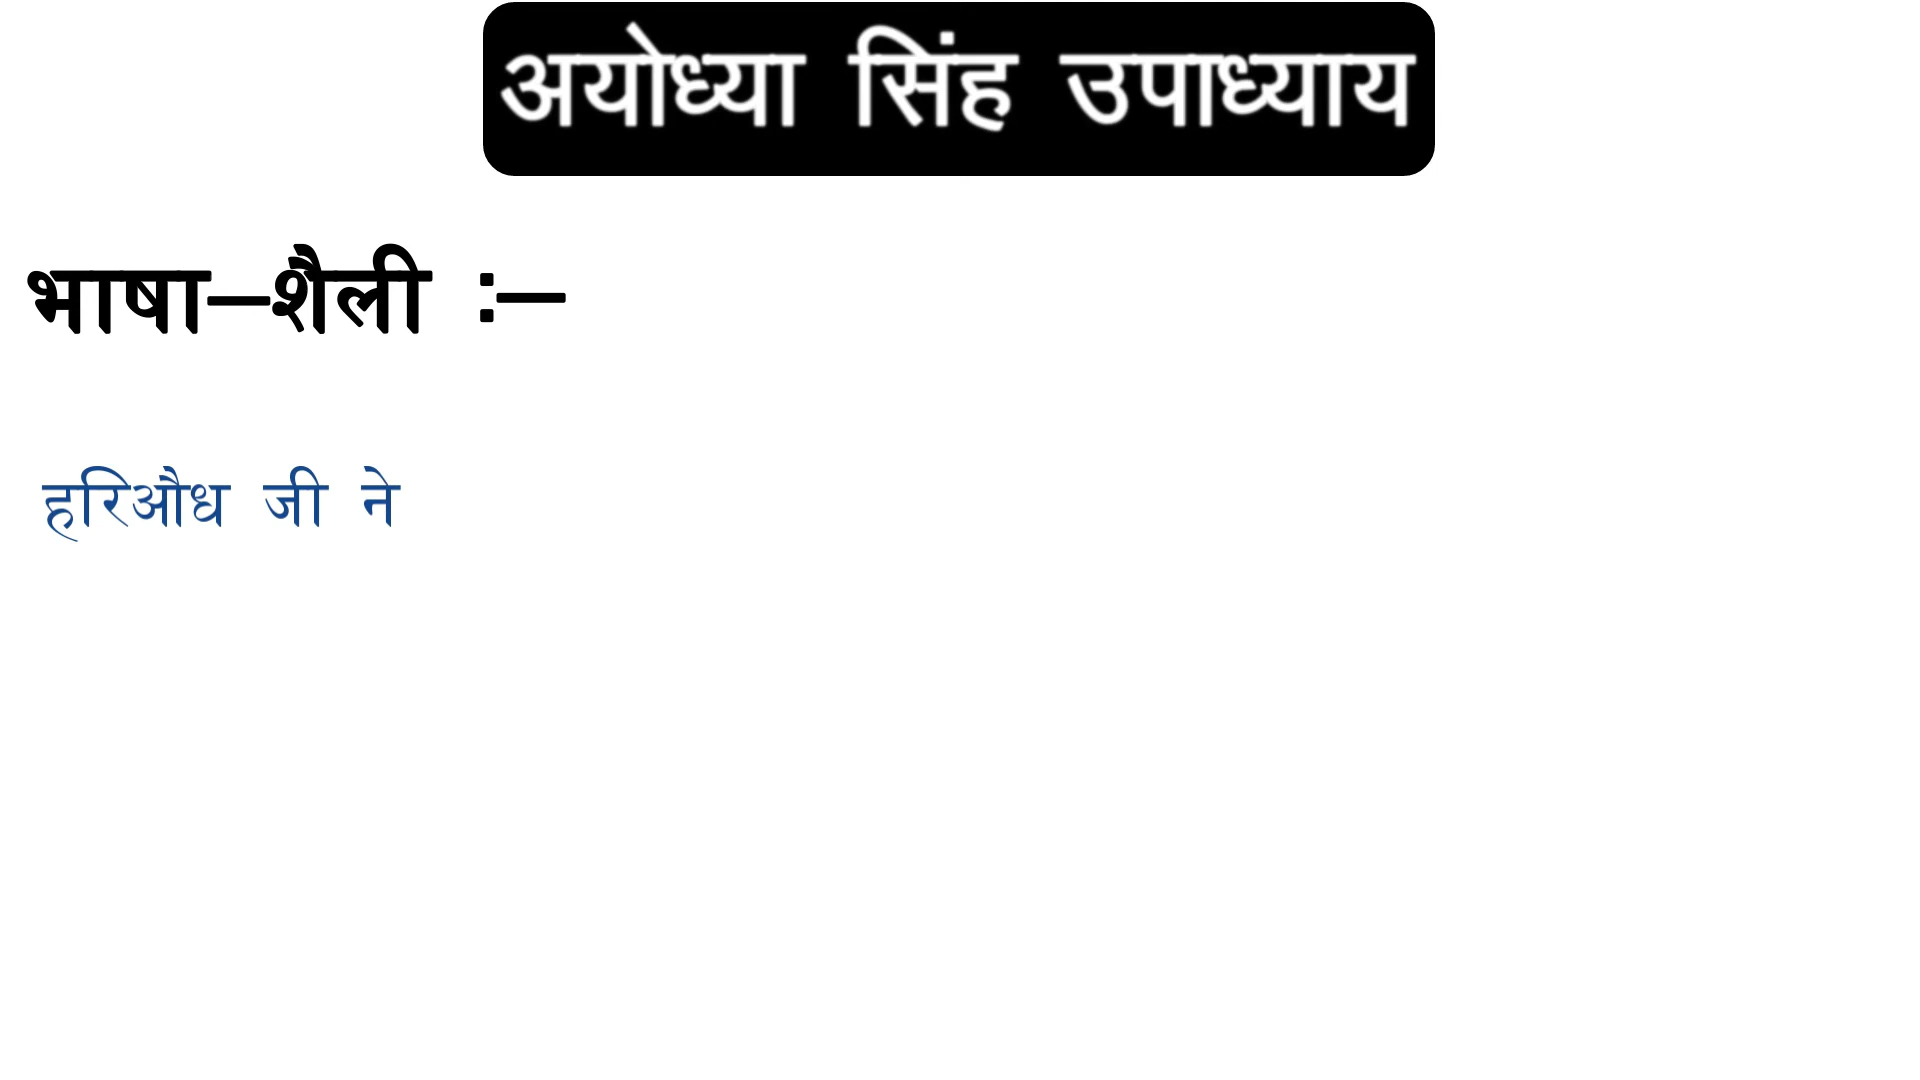 अयोध्या सिंह उपाध्याय
भाषा–शैली :–
हरिऔध जी ने